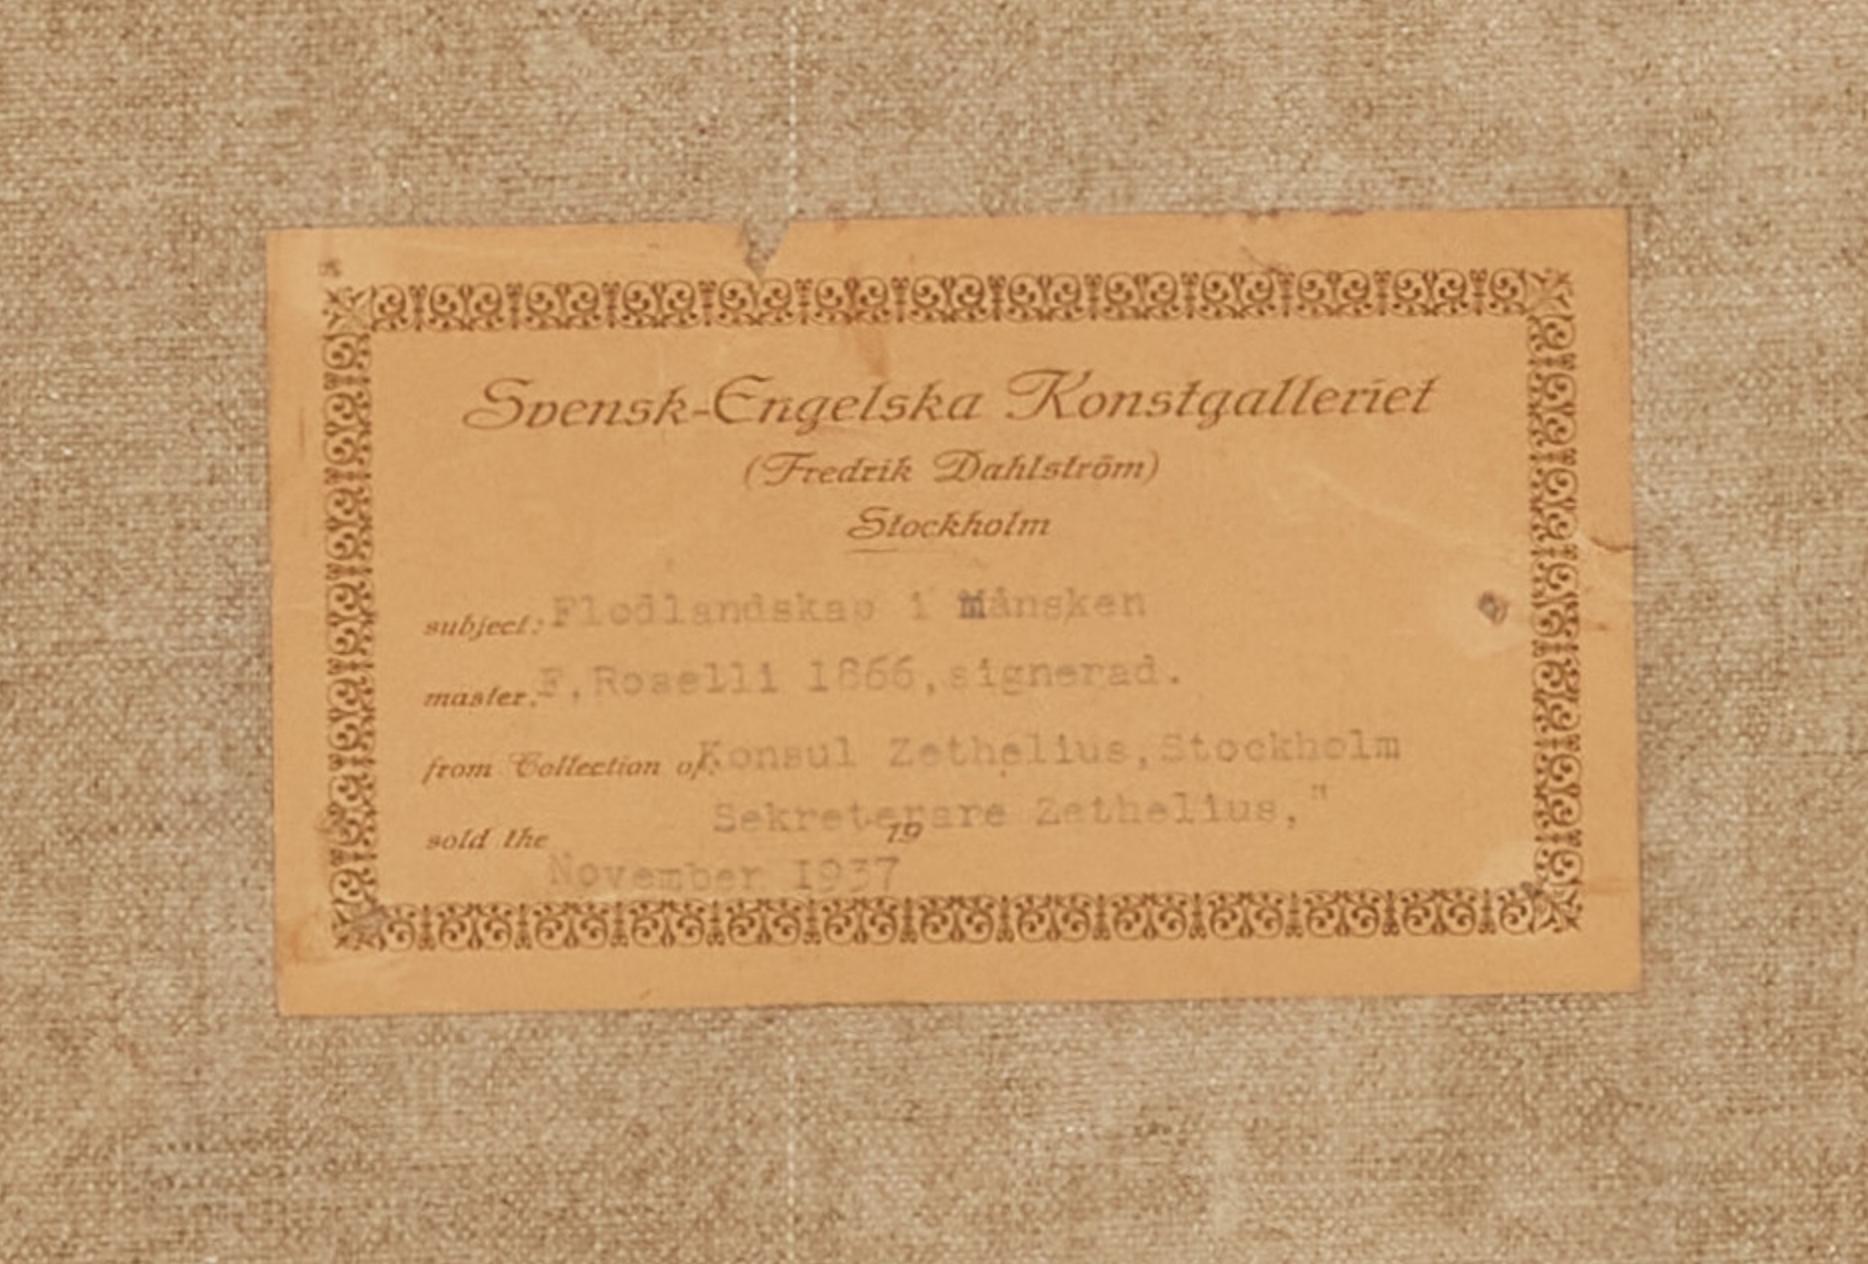 Svensk-Engelska Konstgalleriet
(Fredrik Dahlström)
Stockholm
subject: Flodlandskap i Månsken
master. F, Roselli 1866, signerad.
from Collection of. Konsul Zethelius, Stockholm
Sekreterare Zethelius, "
sold the 19
November 1937